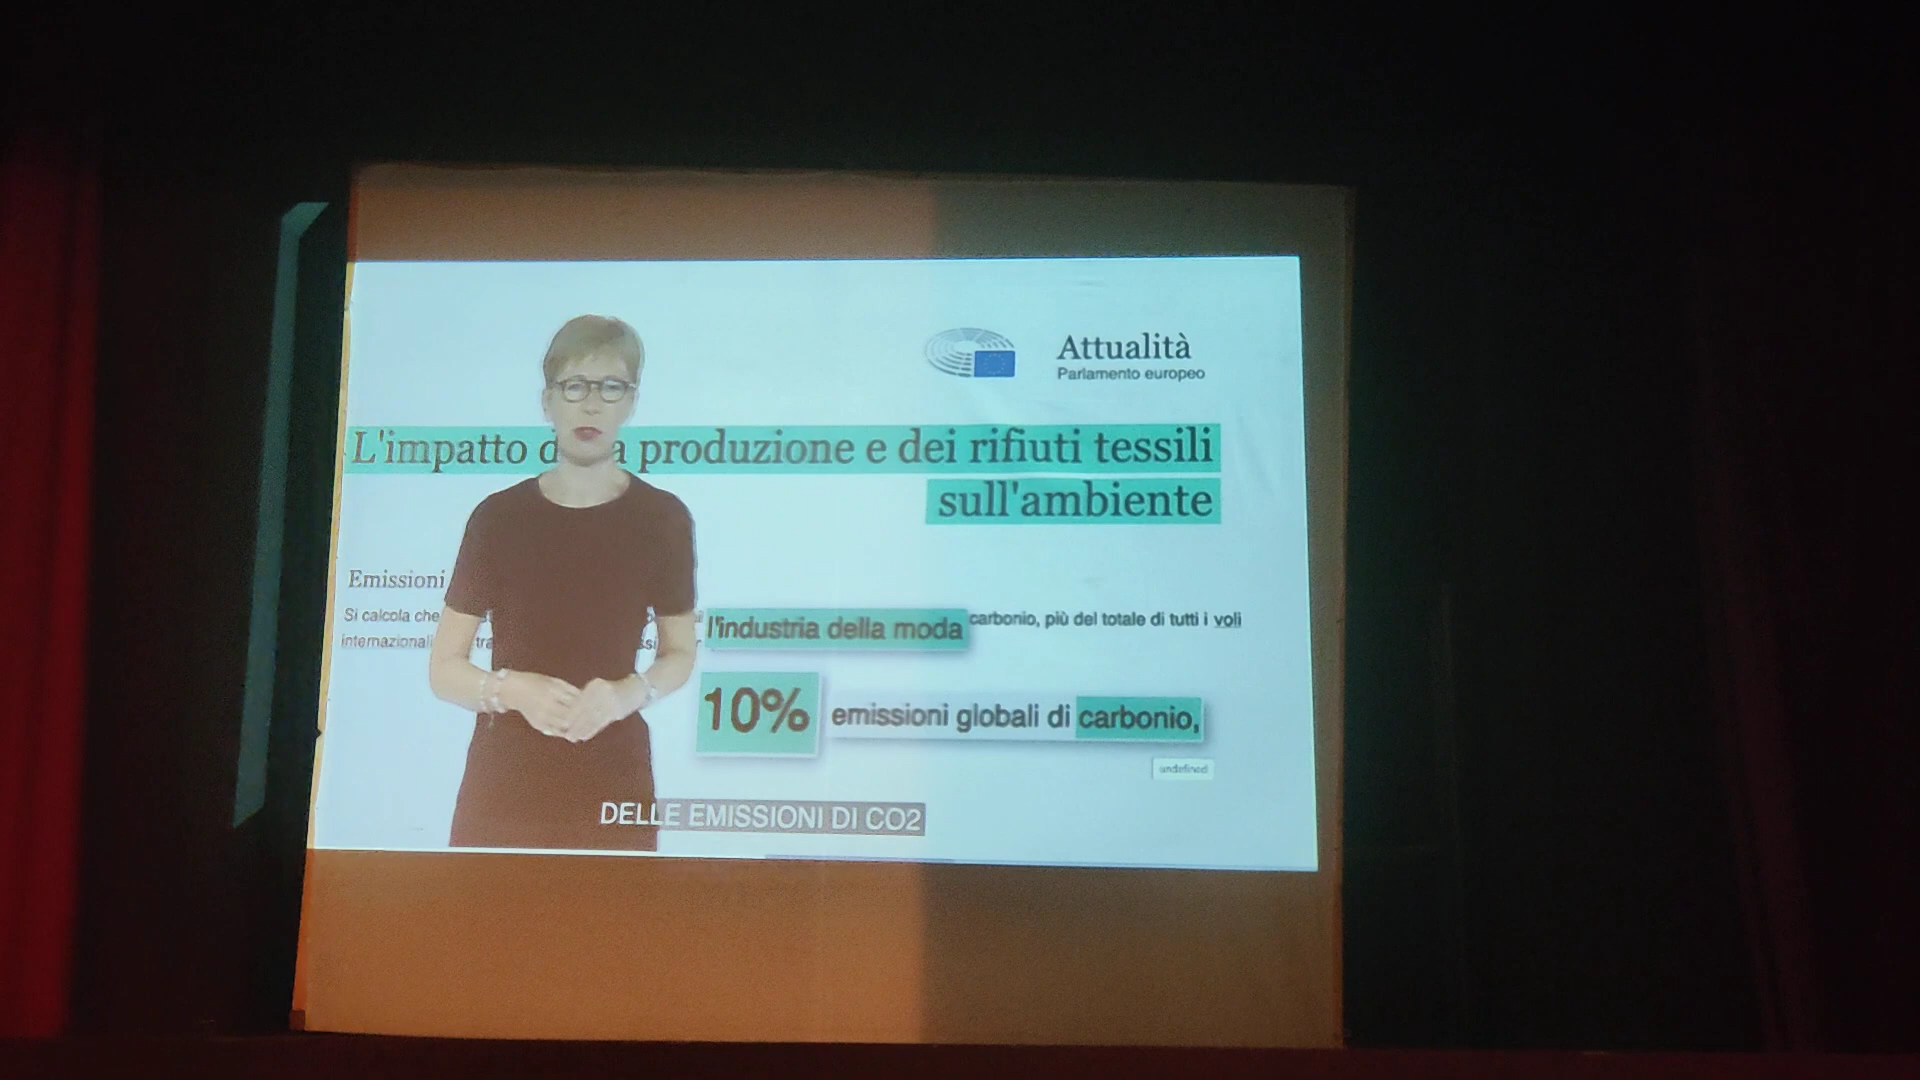 Attualità
Parlamento europeo
L'impatto produzione e dei rifiuti tessili
sull'ambiente
Emissioni
Si calcola che l'industria della moda carbonio, più del totale di tutti i voli
internazionali
10% emissioni globali di carbonio,
undefined
DELLE EMISSIONI DI CO2